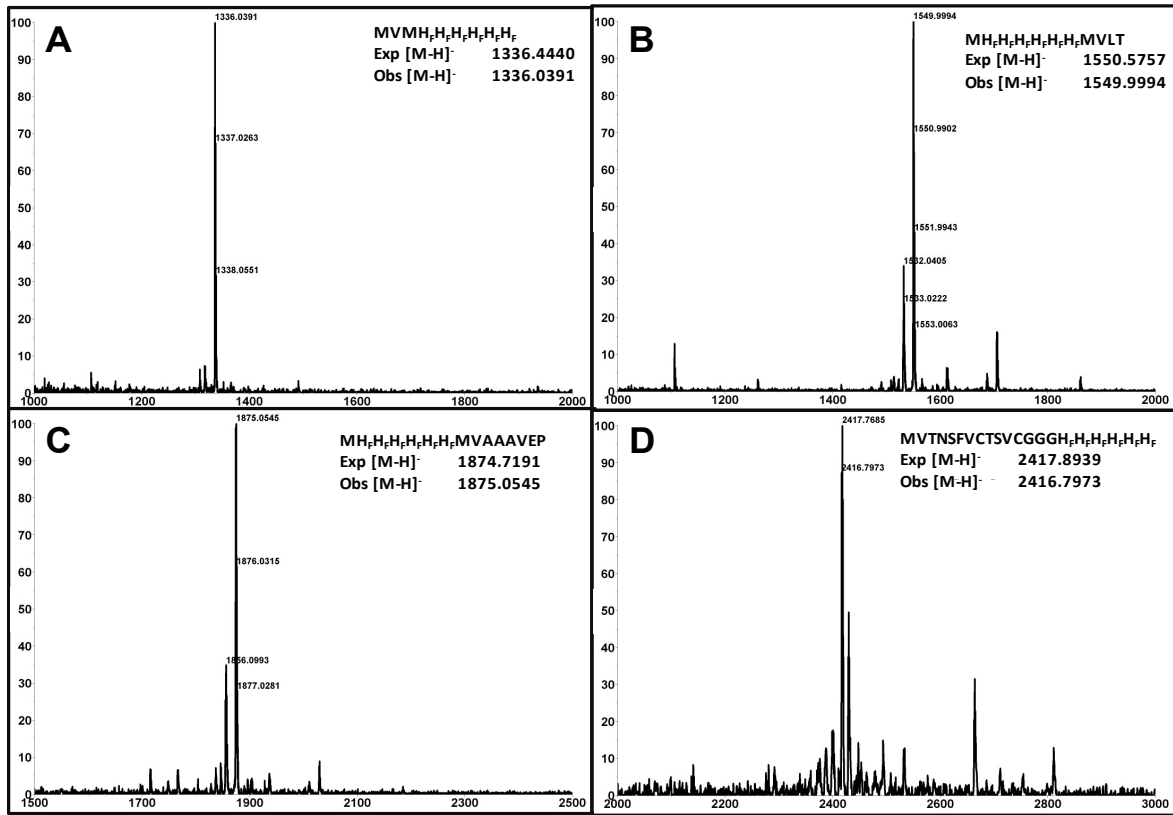 A
1336.0391
MVMHFHFHFHFHFHF
Exp [M-H]- 1336.4440
Obs [M-H]- 1336.0391
1337.0263
1338.0551
100
90
80
70
60
50
40
30
20
10
0
1000 1200 1400 1600 1800 2000
B
1549.9994
MHFHFHFHFHFHFMVLT
Exp [M-H]- 1550.5757
Obs [M-H]- 1549.9994
1550.9902
1551.9943
1532.0405
1533.0222
1553.0063
100
90
80
70
60
50
40
30
20
10
0
1000 1200 1400 1600 1800 2000
C
1875.0545
MHFHFHFHFHFHFMVAAAVEP
Exp [M-H]- 1874.7191
Obs [M-H]- 1875.0545
1876.0315
1856.0993
1877.0281
100
90
80
70
60
50
40
30
20
10
0
1500 1700 1900 2100 2300 2500
D
2417.7685
MVTNSFVCTSVCGGGHFHFHFHFHFHF
Exp [M-H]- 2417.8939
Obs [M-H]- 2416.7973
2416.7973
100
90
80
70
60
50
40
30
20
10
0
2000 2200 2400 2600 2800 3000